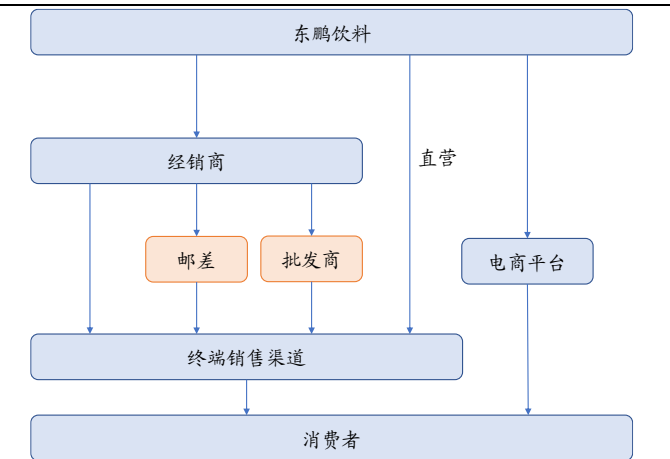 东鹏饮料
经销商
直营
邮差
批发商
电商平台
终端销售渠道
消费者